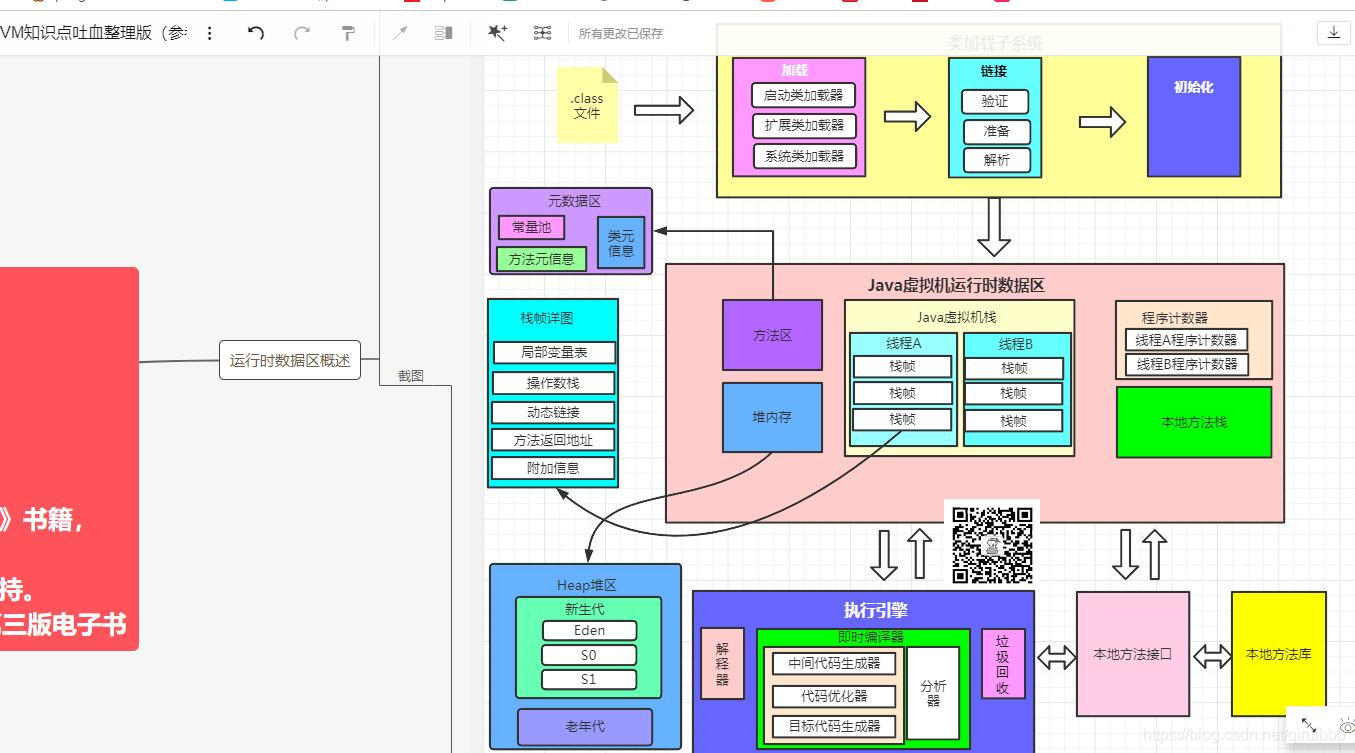 VM知识点吐血整理版（参考
所有更改已保存
类加载子系统
.class
文件
加载
启动类加载器
扩展类加载器
系统类加载器
链接
验证
准备
解析
初始化
元数据区
常量池
方法元信息
类元
信息
Java虚拟机运行时数据区
方法区
堆内存
Java虚拟机栈
线程A
栈帧
栈帧
栈帧
线程B
栈帧
栈帧
栈帧
程序计数器
线程A程序计数器
线程B程序计数器
本地方法栈
栈帧详图
局部变量表
操作数栈
动态链接
方法返回地址
附加信息
运行时数据区概述
截图
》书籍，
持。
第三版电子书
Heap堆区
新生代
Eden
S0
S1
老年代
执行引擎
解
释
器
即时编译器
中间代码生成器
代码优化器
目标代码生成器
分析
器
垃
圾
回
收
本地方法接口
本地方法库